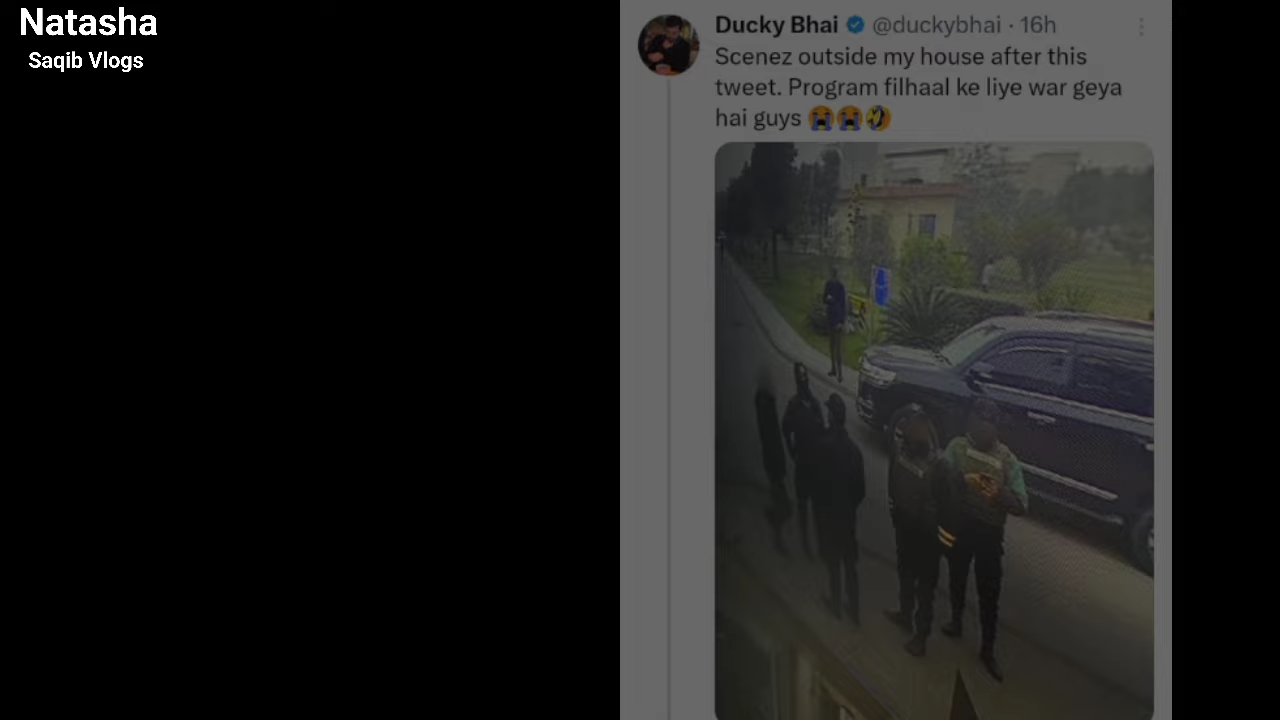 Natasha
Saqib Vlogs
Ducky Bhai @duckybhai · 16h
Scenez outside my house after this
tweet. Program filhaal ke liye war geya
hai guys 😭😭🤣